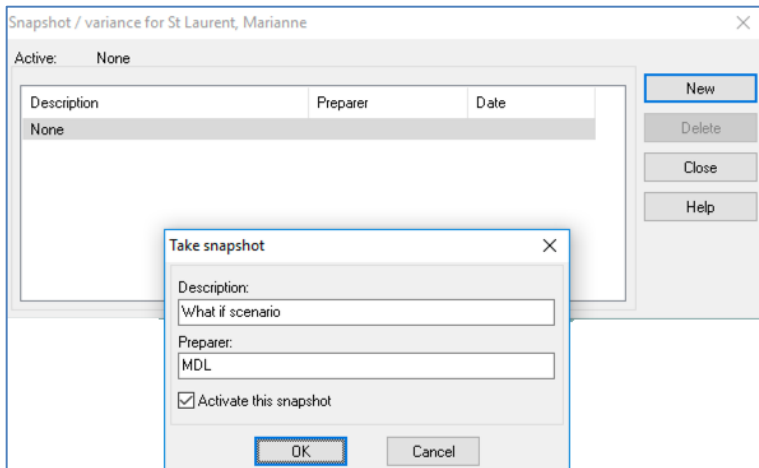 Snapshot / variance for St Laurent, Marianne
Active: None
Description Preparer Date
None
New
Delete
Close
Help
Take snapshot
Description:
What if scenario
Preparer:
MDL
Activate this snapshot
OK Cancel